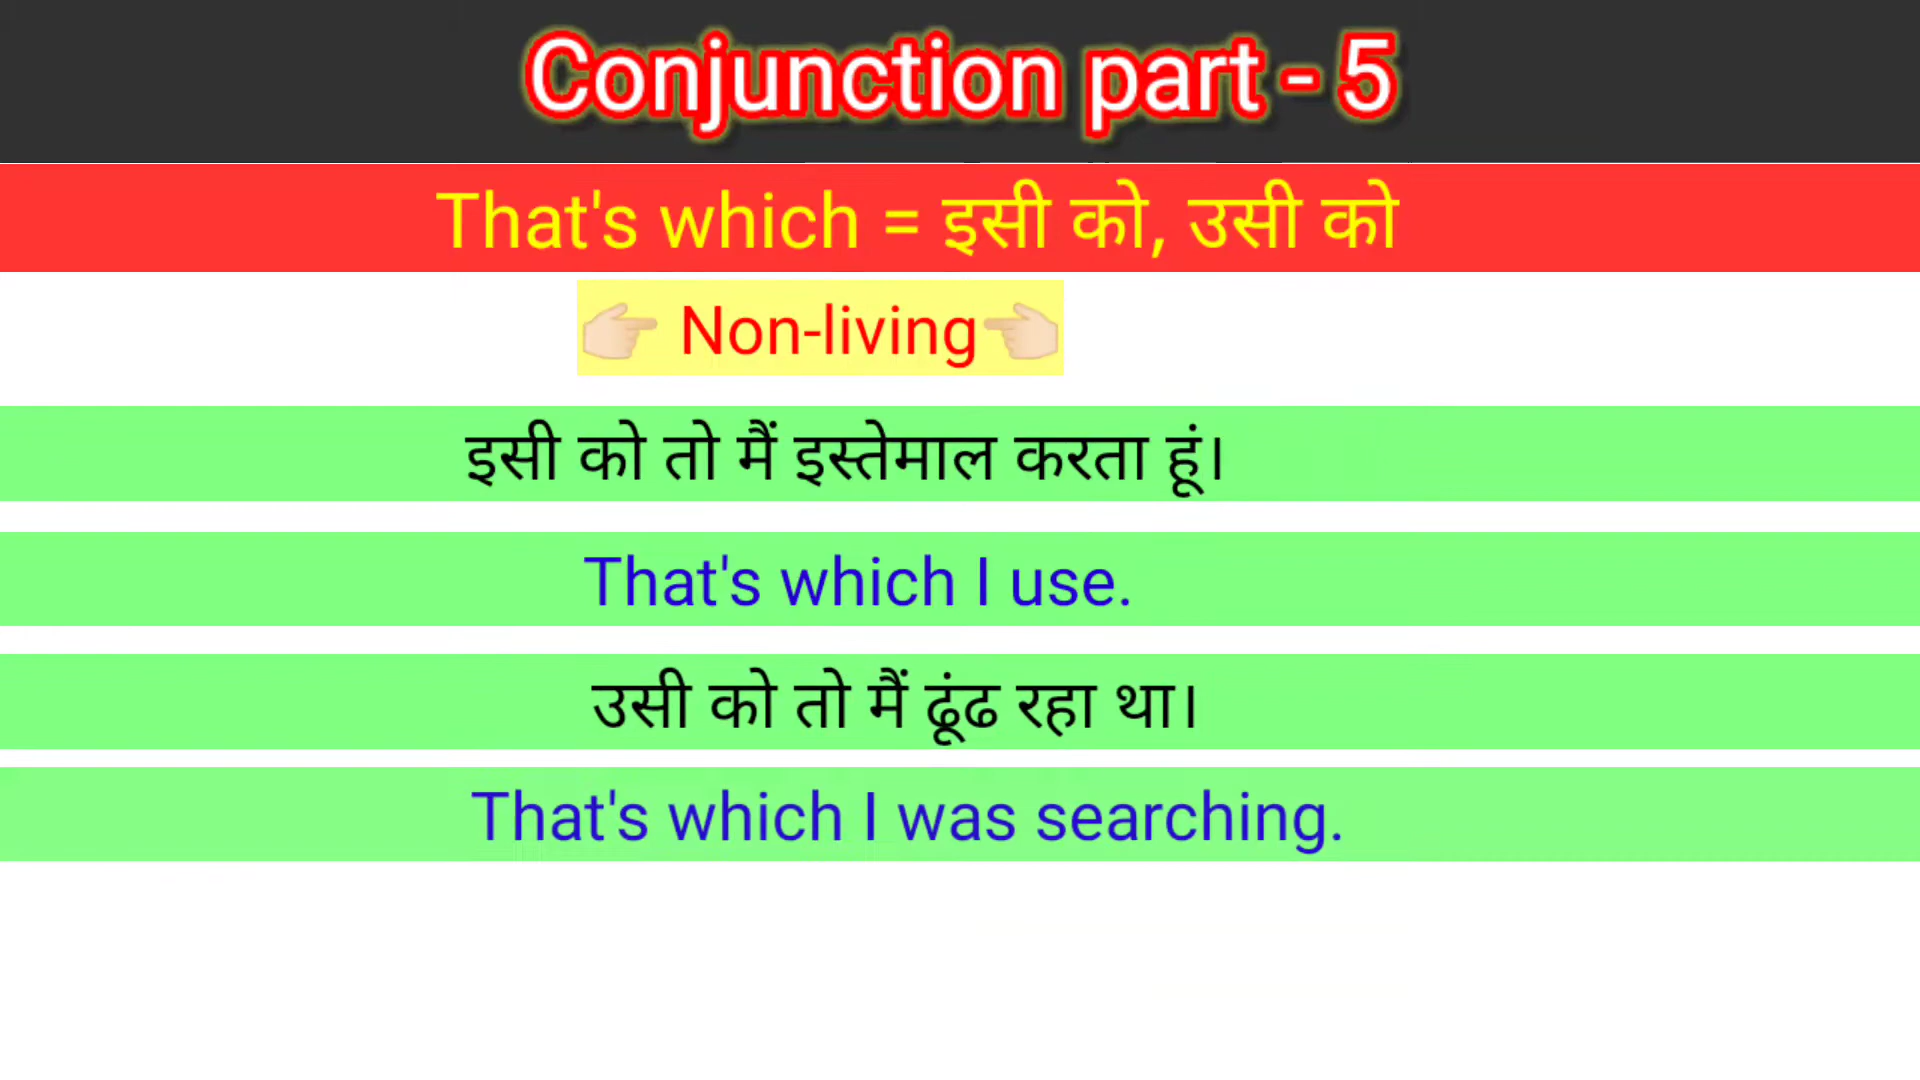 Conjunction part - 5
That's which = इसी को, उसी को
👉🏻 Non-living👈🏻
इसी को तो मैं इस्तेमाल करता हूं।
That's which I use.
उसी को तो मैं ढूंढ रहा था।
That's which I was searching.